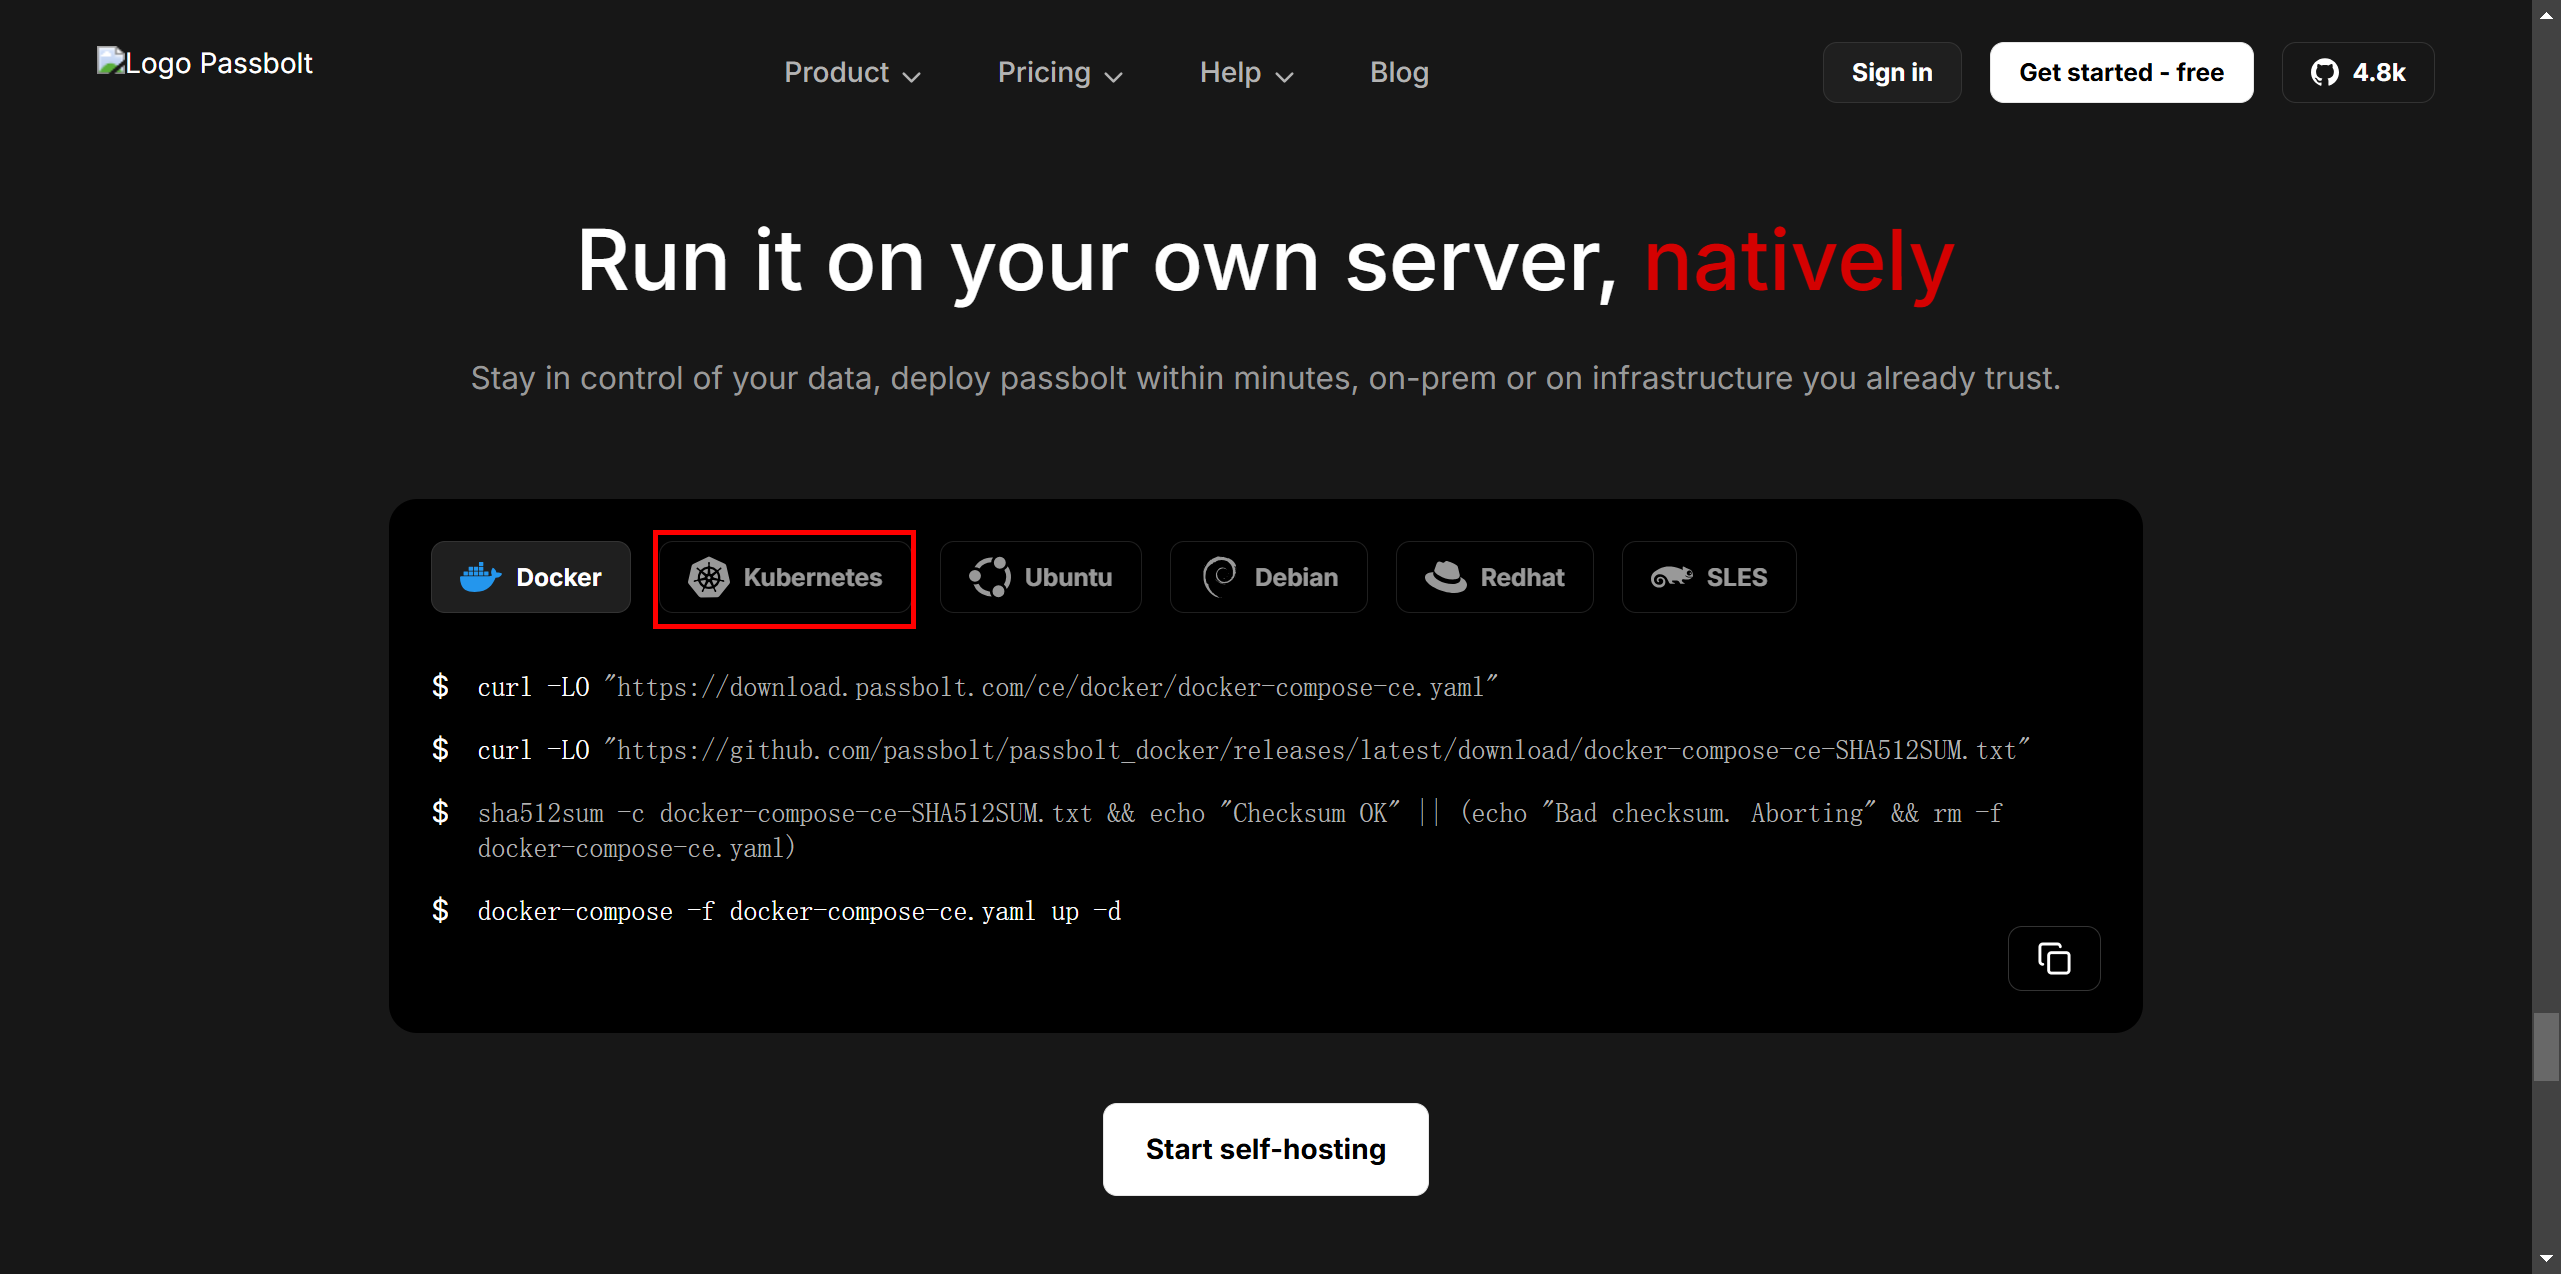 Logo Passbolt
Product
Pricing
Help
Blog
Sign in
Get started - free
4.8k
Run it on your own server, natively
Stay in control of your data, deploy passbolt within minutes, on-prem or on infrastructure you already trust.
Docker
Kubernetes
Ubuntu
Debian
Redhat
SLES
$ curl -LO "https://download.passbolt.com/ce/docker/docker-compose-ce.yaml"
$ curl -LO "https://github.com/passbolt/passbolt_docker/releases/latest/download/docker-compose-ce-SHA512SUM.txt"
$ sha512sum -c docker-compose-ce-SHA512SUM.txt && echo "Checksum OK" || (echo "Bad checksum. Aborting" && rm -f
docker-compose-ce.yaml)
$ docker-compose -f docker-compose-ce.yaml up -d
Start self-hosting